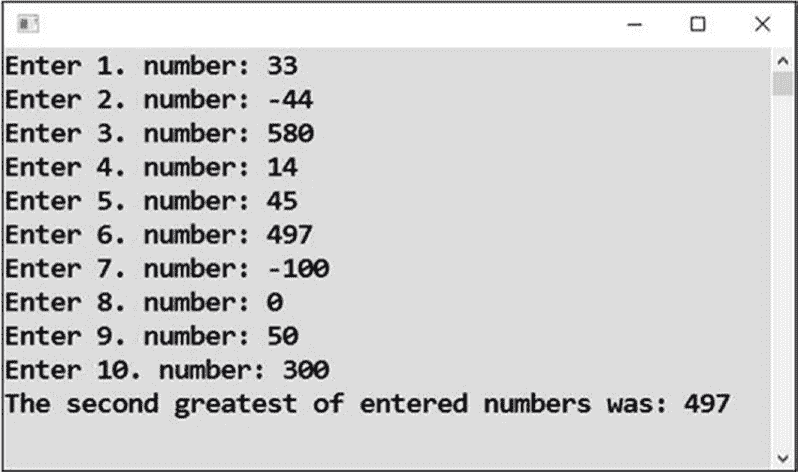 Enter 1. number: 33
Enter 2. number: -44
Enter 3. number: 580
Enter 4. number: 14
Enter 5. number: 45
Enter 6. number: 497
Enter 7. number: -100
Enter 8. number: 0
Enter 9. number: 50
Enter 10. number: 300
The second greatest of entered numbers was: 497